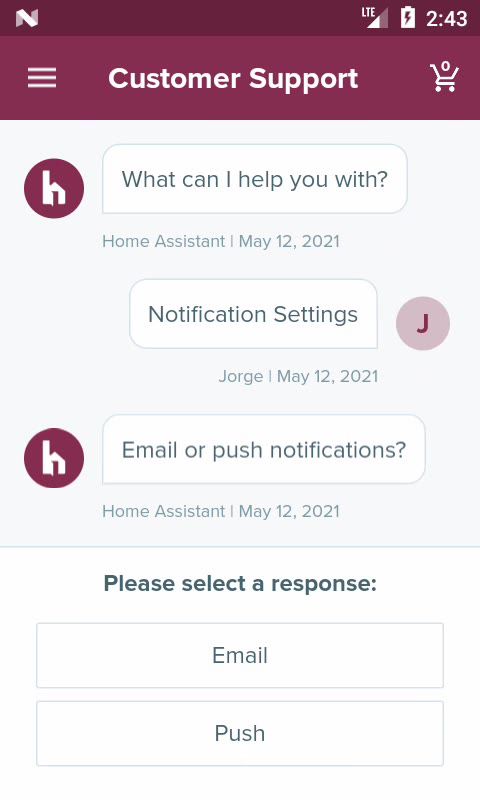 LTE 2:43
Customer Support
0
h
What can I help you with?
Home Assistant | May 12, 2021
Notification Settings
J
Jorge | May 12, 2021
h
Email or push notifications?
Home Assistant | May 12, 2021
Please select a response:
Email
Push